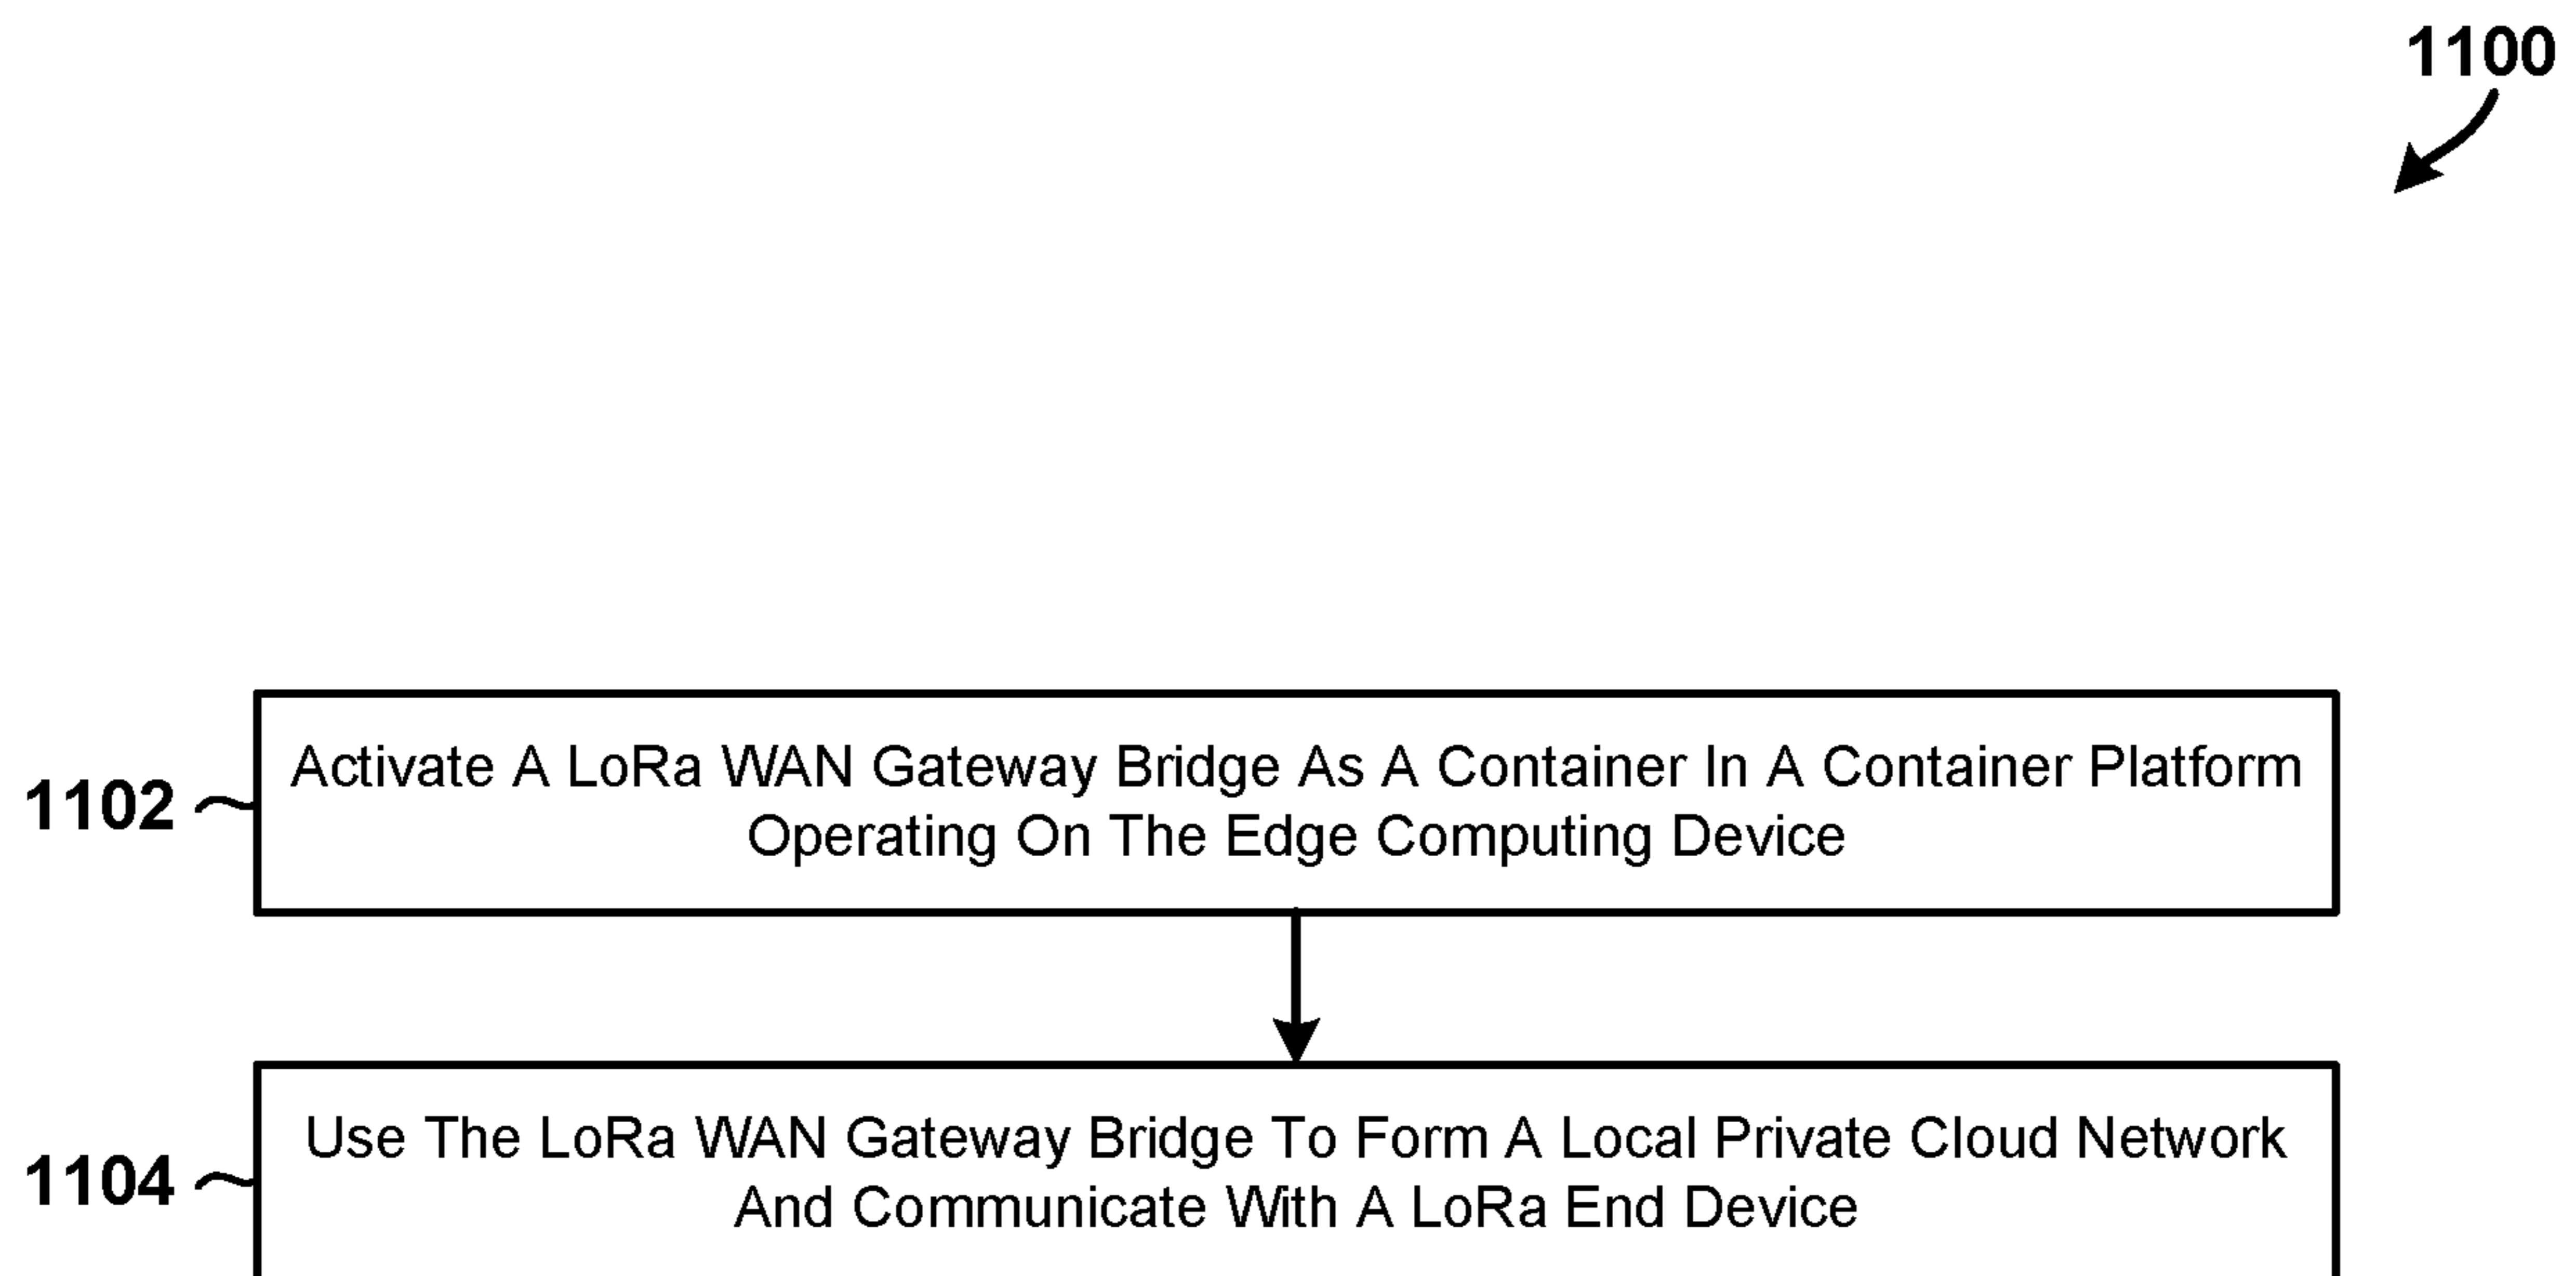 1100
Activate A LoRa WAN Gateway Bridge As A Container In A Container Platform
1102
Operating On The Edge Computing Device
Use The LoRa WAN Gateway Bridge To Form A Local Private Cloud Network
1104
And Communicate With A LoRa End Device